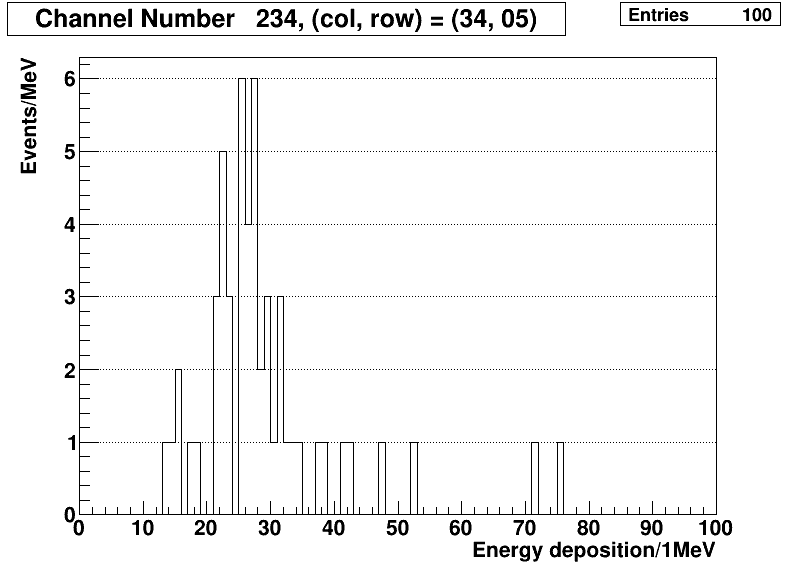 Channel Number 234, (col, row) = (34, 05)
Entries 100
Events/MeV
6
5
4
3
2
1
0
0 10 20 30 40 50 60 70 80 90 100
Energy deposition/1MeV